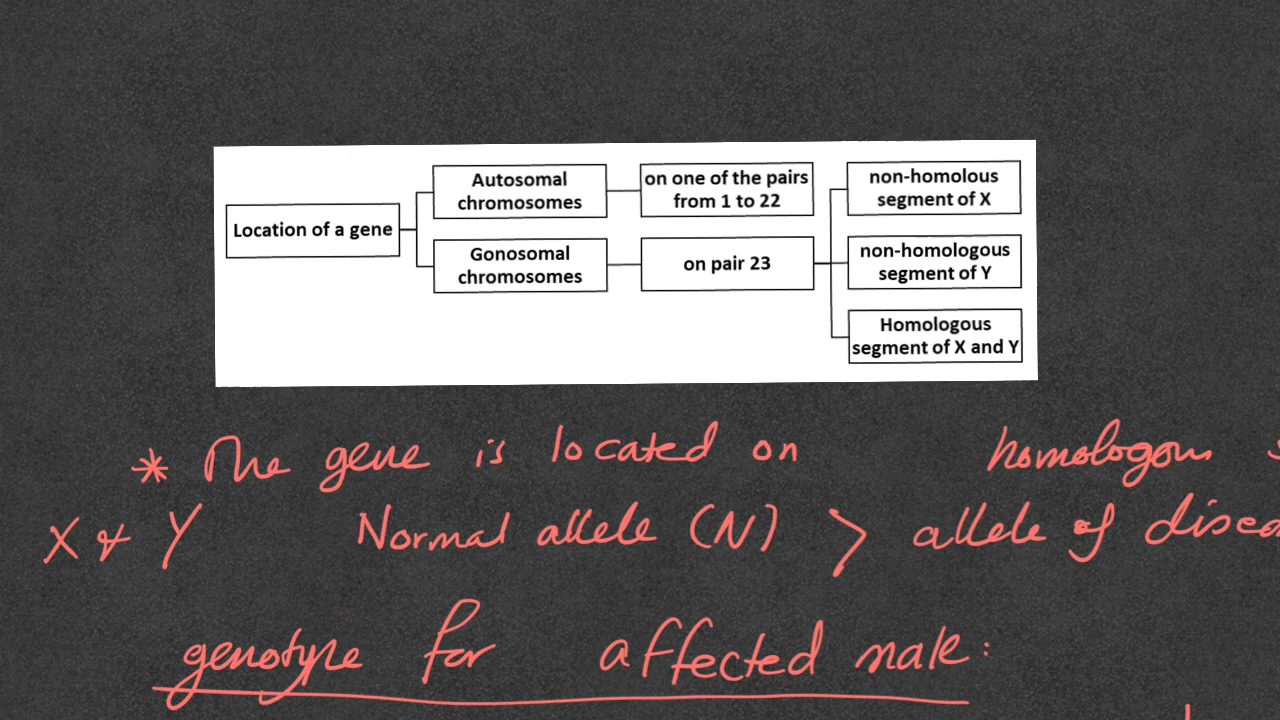 Location of a gene
Autosomal
chromosomes
on one of the pairs
from 1 to 22
Gonosomal
chromosomes
on pair 23
non-homolous
segment of X
non-homologous
segment of Y
Homologous
segment of X and Y
* The gene is located on homologous
X & Y Normal allele (N) > allele of disea
genotype for affected male: